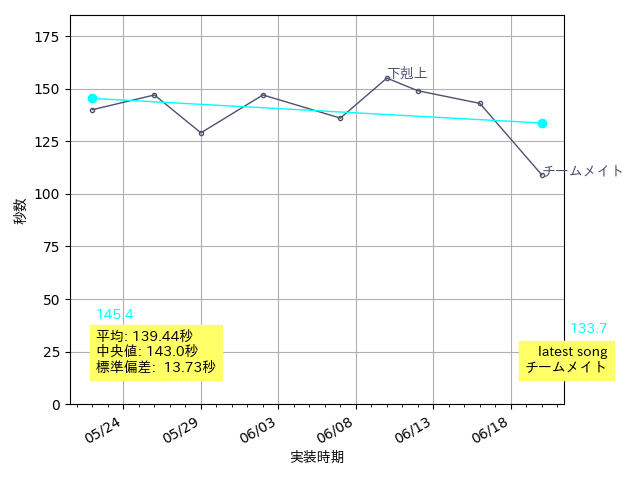 175
150
125
100
75
50
25
0
秒数
下剋上
チームメイト
145.4
平均: 139.44秒
中央値: 143.0秒
標準偏差: 13.73秒
133.7
latest song
チームメイト
05/24
05/29
06/03
06/08
06/13
06/18
実装時期